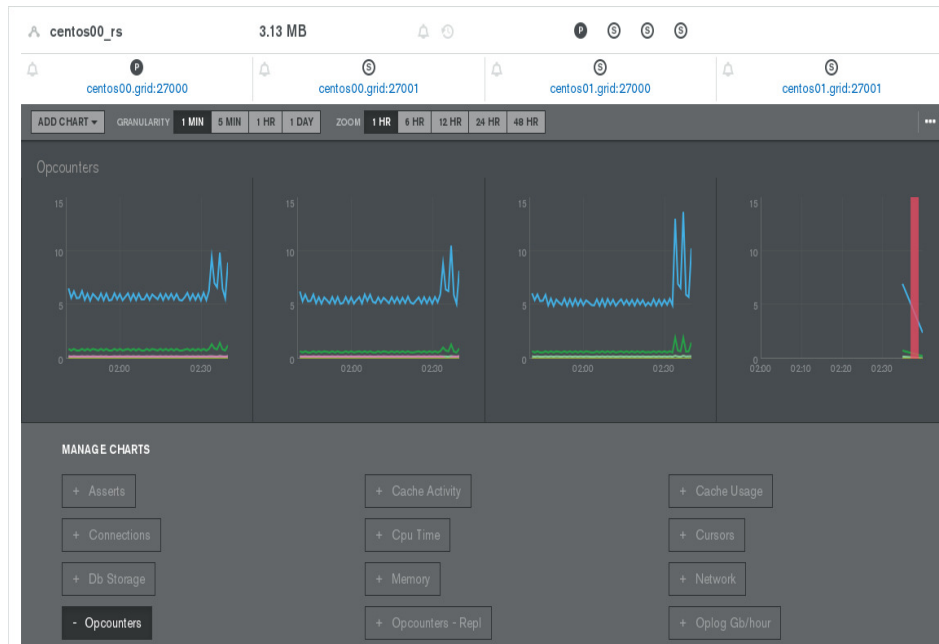 centos00_rs 3.13 MB P S S S
P S S S
centos00.grid:27000 centos00.grid:27001 centos01.grid:27000 centos01.grid:27001
ADD CHART GRANULARITY 1 MIN 5 MIN 1 HR 1 DAY ZOOM 1 HR 6 HR 12 HR 24 HR 48 HR
Opcounters
15 15 15 15
10 10 10 10
5 5 5 5
0 0 0 0
02:00 02:30 02:00 02:30 02:00 02:30 02:00 02:10 02:20 02:30
MANAGE CHARTS
+ Asserts + Cache Activity + Cache Usage
+ Connections + Cpu Time + Cursors
+ Db Storage + Memory + Network
- Opcounters + Opcounters - Repl + Oplog Gb/hour